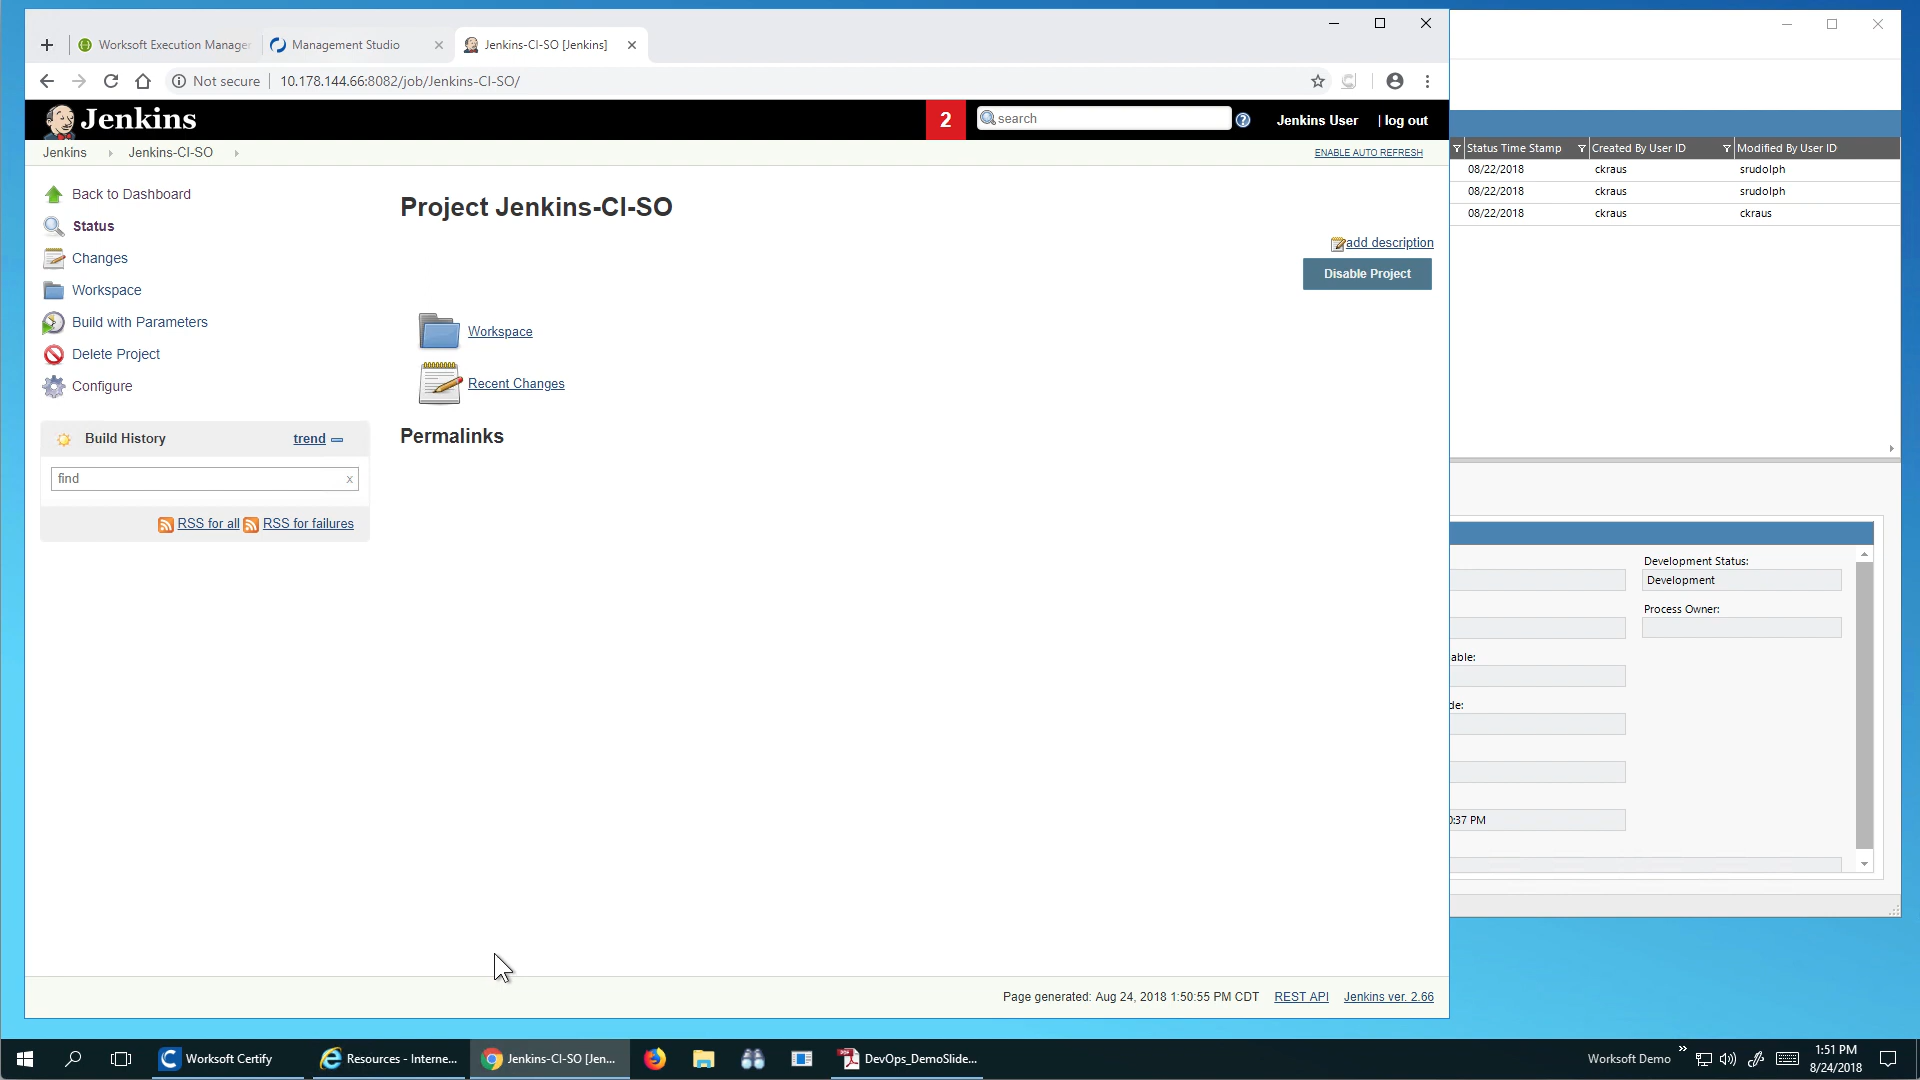 Worksoft Execution Manager
Management Studio
Jenkins-CI-SO [Jenkins]
Not secure
10.178.144.66:8082/job/Jenkins-CI-SO/
Jenkins
2
search
Jenkins User
| log out
Jenkins
Jenkins-CI-SO
ENABLE AUTO REFRESH
Back to Dashboard
Status
Changes
Workspace
Build with Parameters
Delete Project
Configure
Build History
trend
find
x
RSS for all
RSS for failures
Project Jenkins-CI-SO
add description
Disable Project
Workspace
Recent Changes
Permalinks
Page generated: Aug 24, 2018 1:50:55 PM CDT
REST API
Jenkins ver. 2.66
Status Time Stamp
Created By User ID
Modified By User ID
08/22/2018 ckraus srudolph
08/22/2018 ckraus srudolph
08/22/2018 ckraus ckraus
Development Status:
Development
Process Owner:
able:
de:
0:37 PM
Worksoft Certify
Resources - Interne...
Jenkins-CI-SO [Jen...
DevOps_DemoSlide...
Worksoft Demo
1:51 PM
8/24/2018